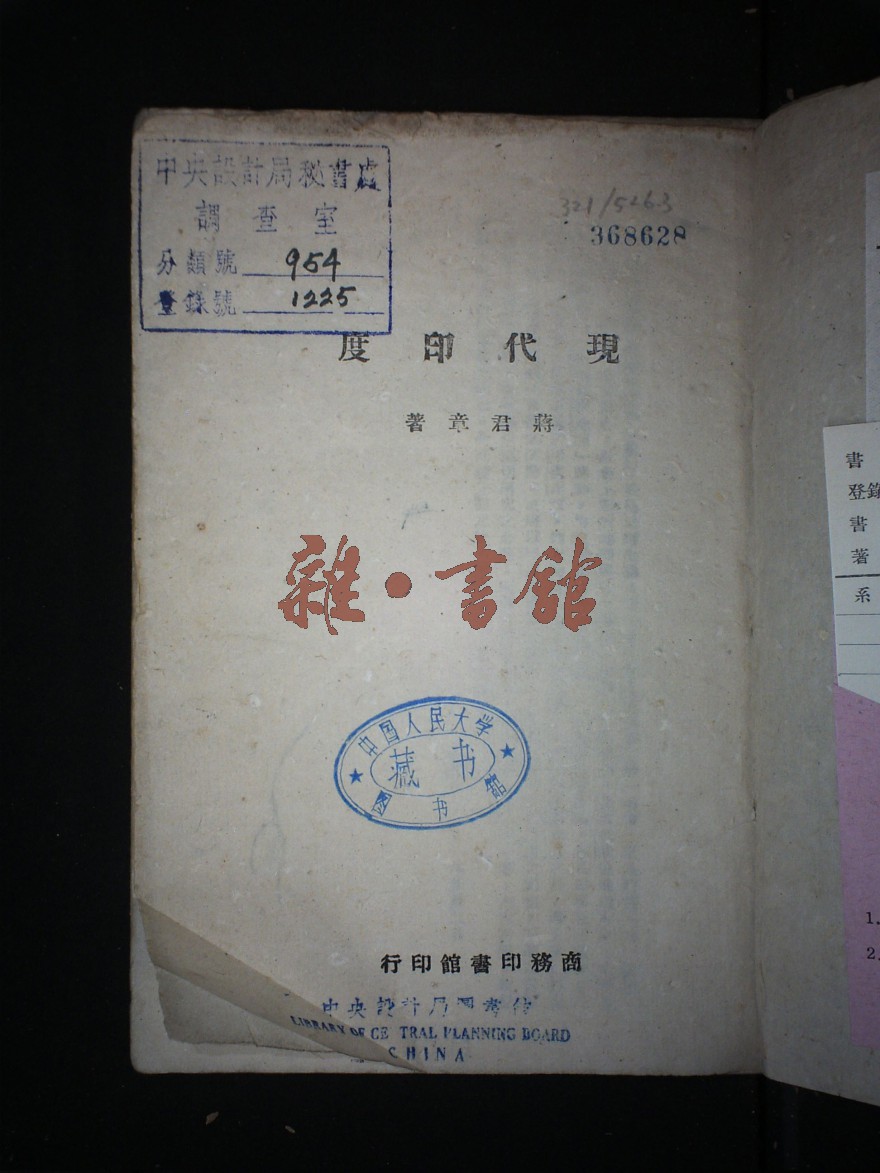 中央設計局秘書處
調查室
分類號 954
登錄號 1225
321/5263
368628
現代印度
蔣君章著
雜·書館
中国人民大学
藏书
图书館
商務印書館印行
中央設計局圖書
LIBRARY OF CE TRAL PLANNING BOARD
CHINA
書
登錄
書
著
系
1.
2.